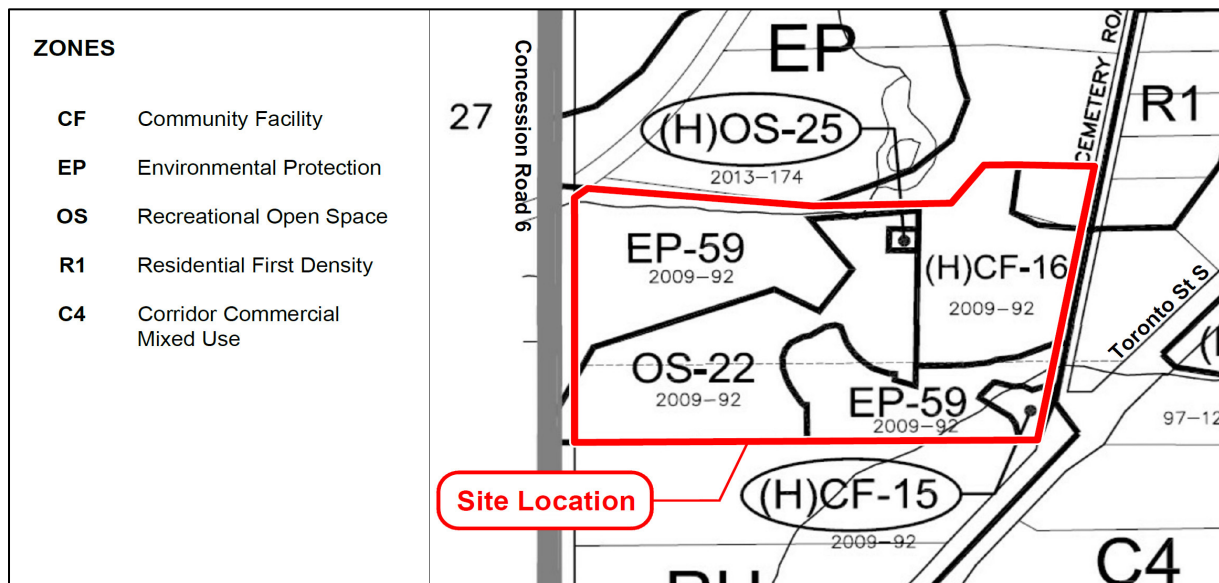 ZONES
CF Community Facility
EP Environmental Protection
OS Recreational Open Space
R1 Residential First Density
C4 Corridor Commercial
Mixed Use
27
Concession Road 6
EP
CEMETERY
R1
(H)OS-25
2013-174
EP-59
2009-92
(H)CF-16
2009-92
Toronto St S
OS-22
2009-92
EP-59
2009-92
97-12
Site Location
(H)CF-15
2009-92
C4